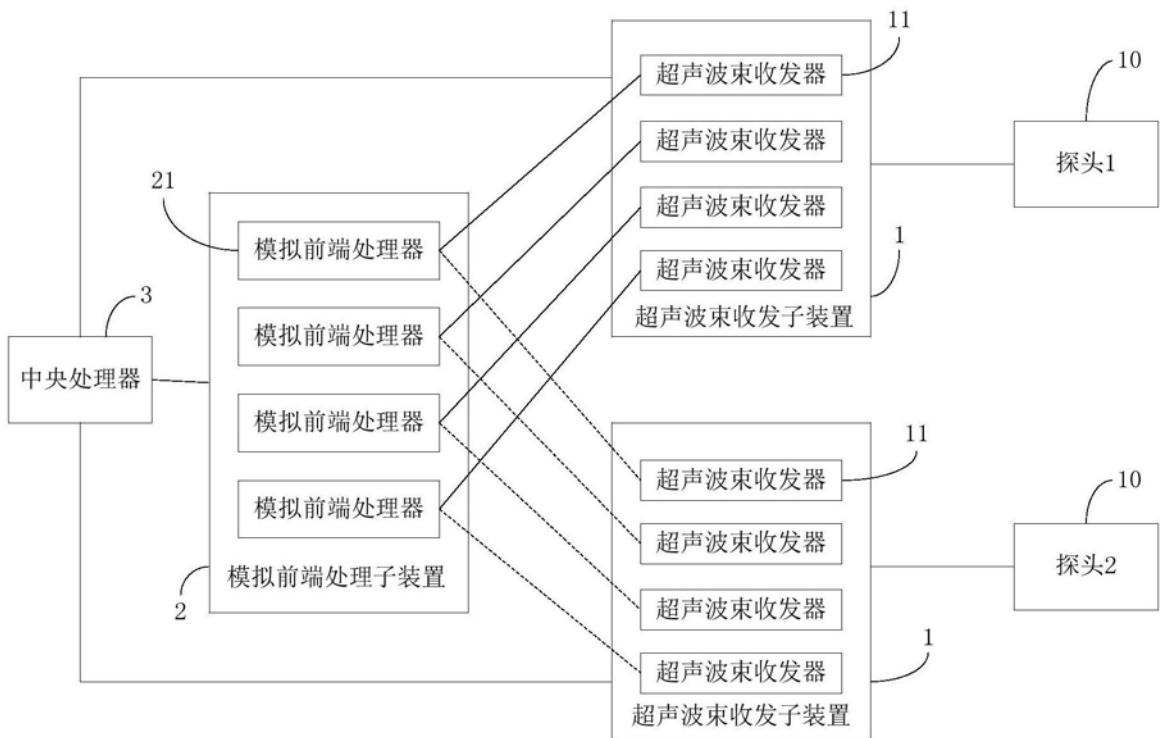 11
超声波束收发器
10
超声波束收发器
探头1
21
超声波束收发器
模拟前端处理器
1
超声波束收发器
3
超声波束收发子装置
模拟前端处理器
中央处理器
模拟前端处理器
11
超声波束收发器
10
模拟前端处理器
超声波束收发器
探头2
模拟前端处理子装置
2
超声波束收发器
1
超声波束收发器
超声波束收发子装置